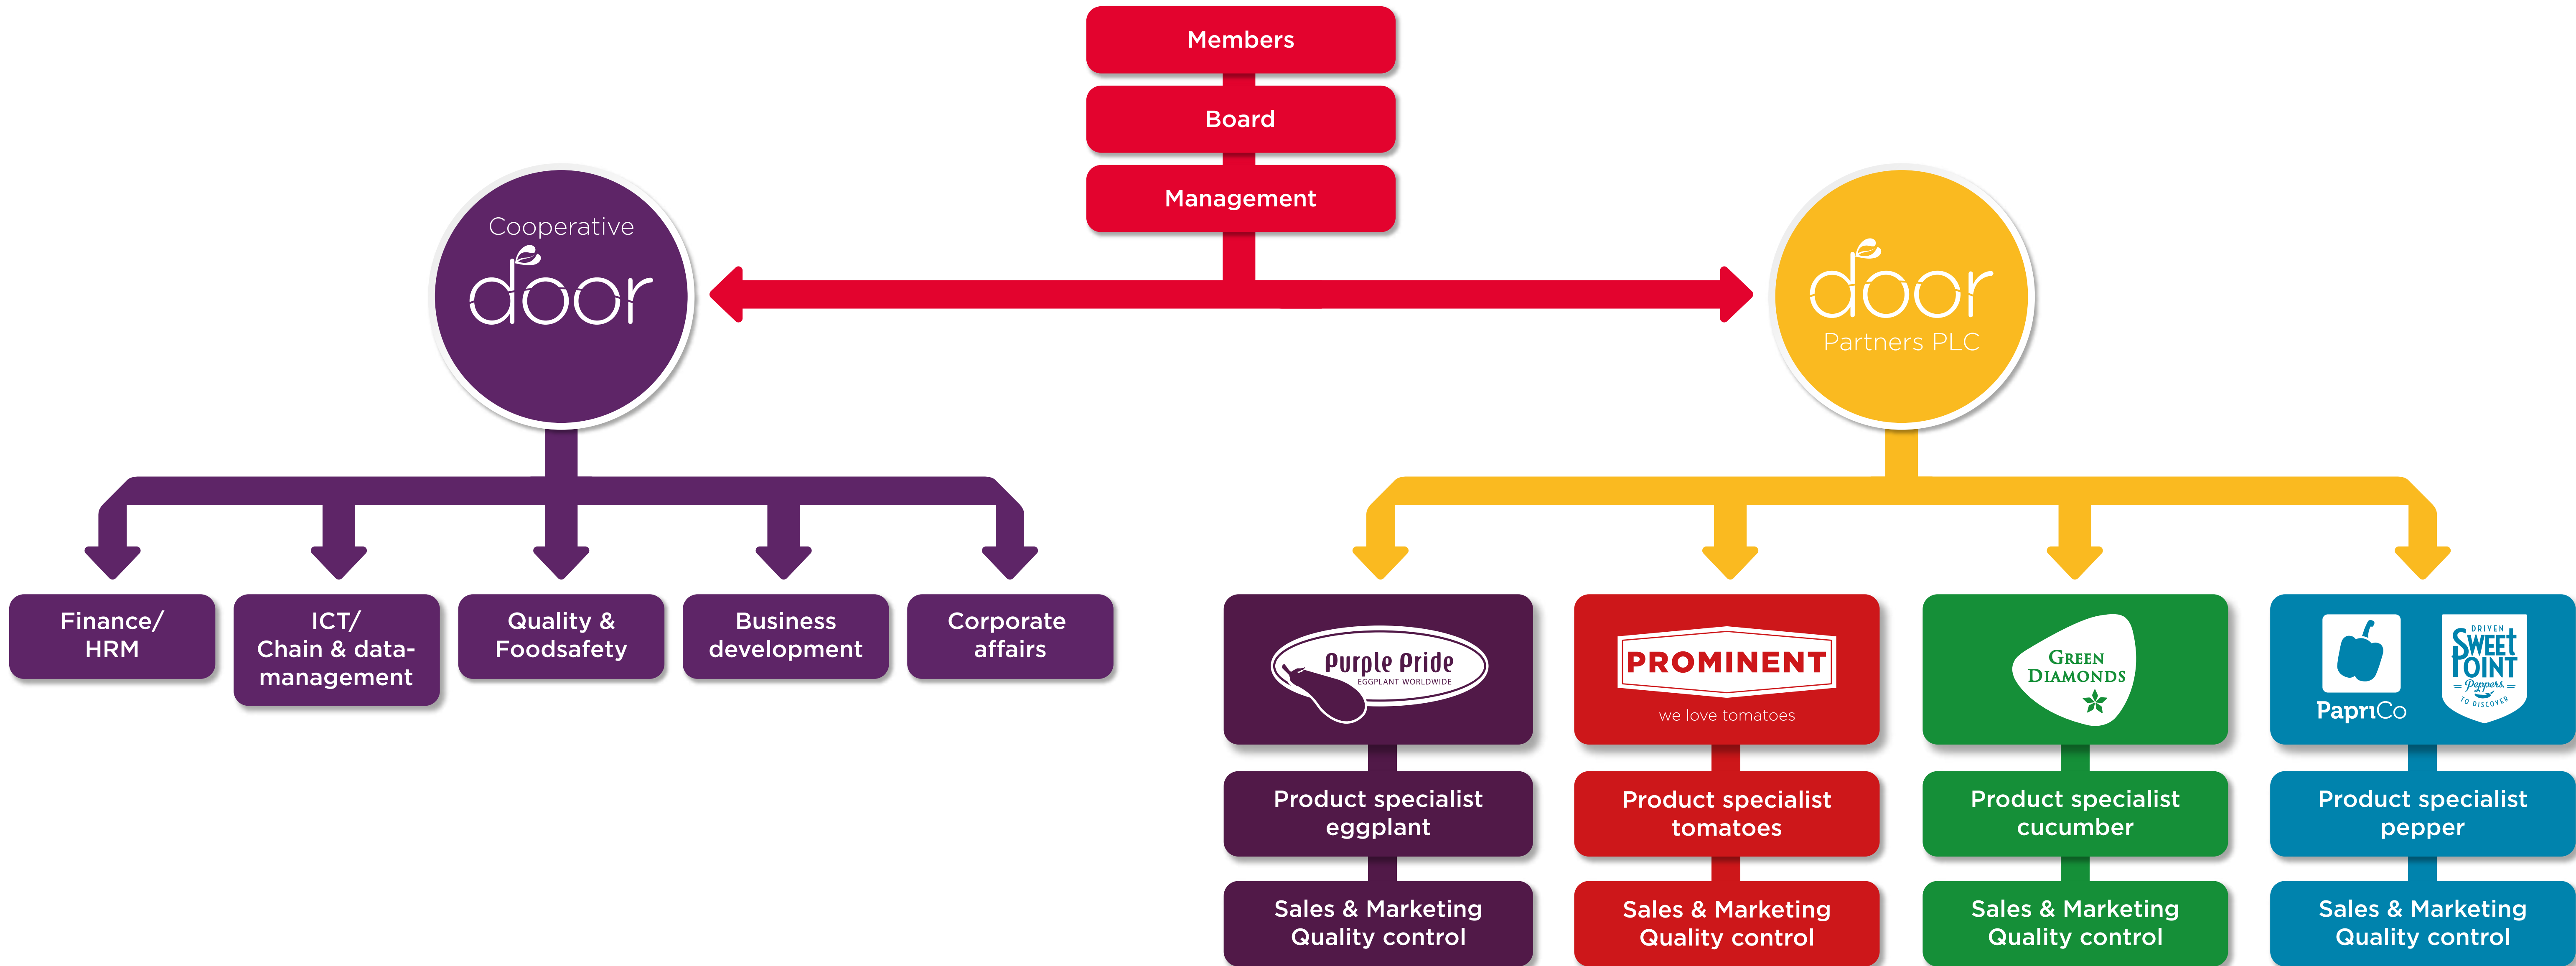 Members
Board
Management
Cooperative
door
door
Partners PLC
Finance/
HRM
ICT/
Chain & data-
management
Quality &
Foodsafety
Business
development
Corporate
affairs
Purple Pride
EGGPLANT WORLDWIDE
Product specialist
eggplant
Sales & Marketing
Quality control
PROMINENT
we love tomatoes
Product specialist
tomatoes
Sales & Marketing
Quality control
GREEN
DIAMONDS
Product specialist
cucumber
Sales & Marketing
Quality control
PaprıCo
DRIVEN
SWEET
POINT
Peppers
TO DISCOVER
Product specialist
pepper
Sales & Marketing
Quality control